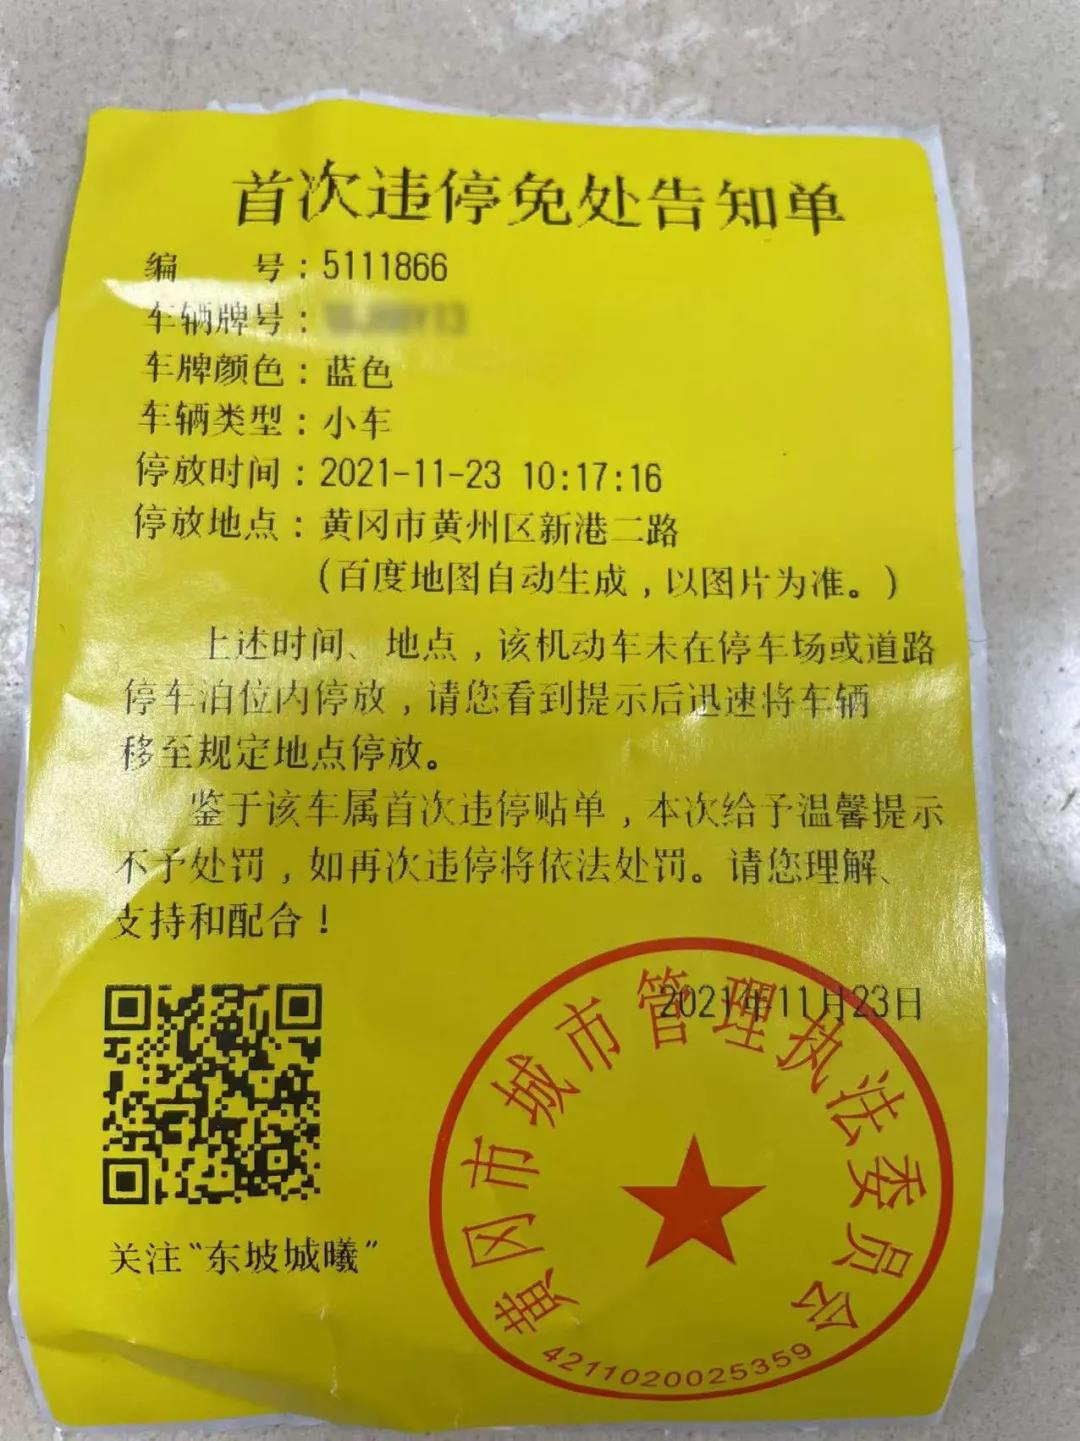 首次违停免处告知单
编 号：5111866
车辆牌号：
车牌颜色：蓝色
车辆类型：小车
停放时间：2021-11-23 10:17:16
停放地点：黄冈市黄州区新港二路
（百度地图自动生成，以图片为准。）
上述时间、地点，该机动车未在停车场或道路
停车泊位内停放，请您看到提示后迅速将车辆
移至规定地点停放。
鉴于该车属首次违停贴单，本次给予温馨提示
不予处罚，如再次违停将依法处罚。请您理解、
支持和配合！
2021年11月23日
黄冈市城市管理执法委员会
4211020025359
关注“东坡城曦”